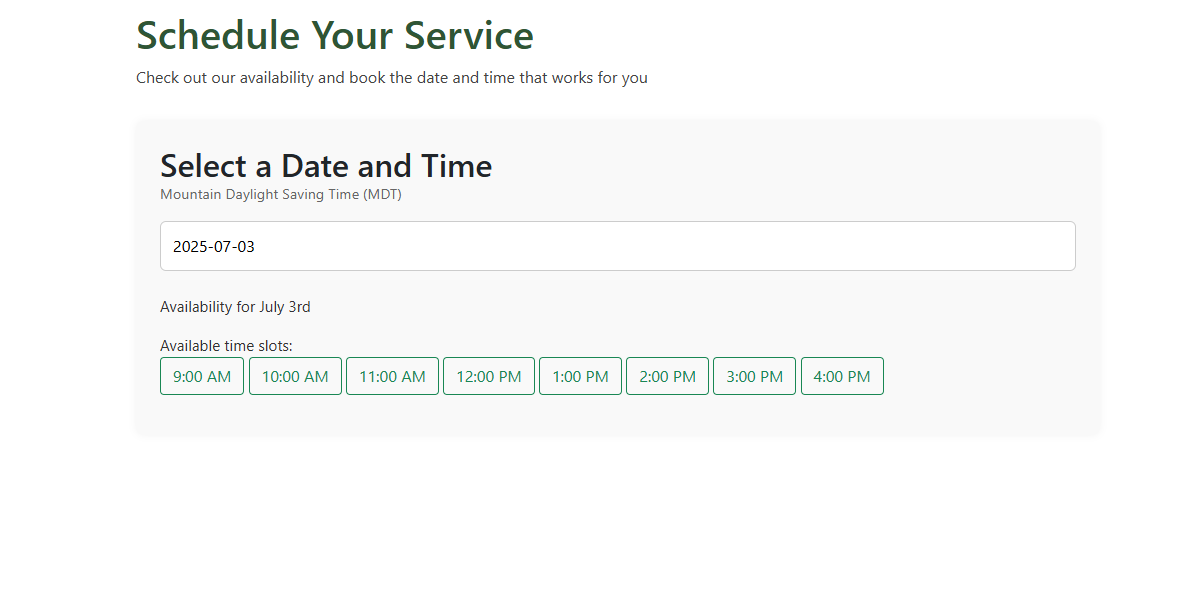 Schedule Your Service
Check out our availability and book the date and time that works for you
Select a Date and Time
Mountain Daylight Saving Time (MDT)
2025-07-03
Availability for July 3rd
Available time slots:
9:00 AM 10:00 AM 11:00 AM 12:00 PM 1:00 PM 2:00 PM 3:00 PM 4:00 PM